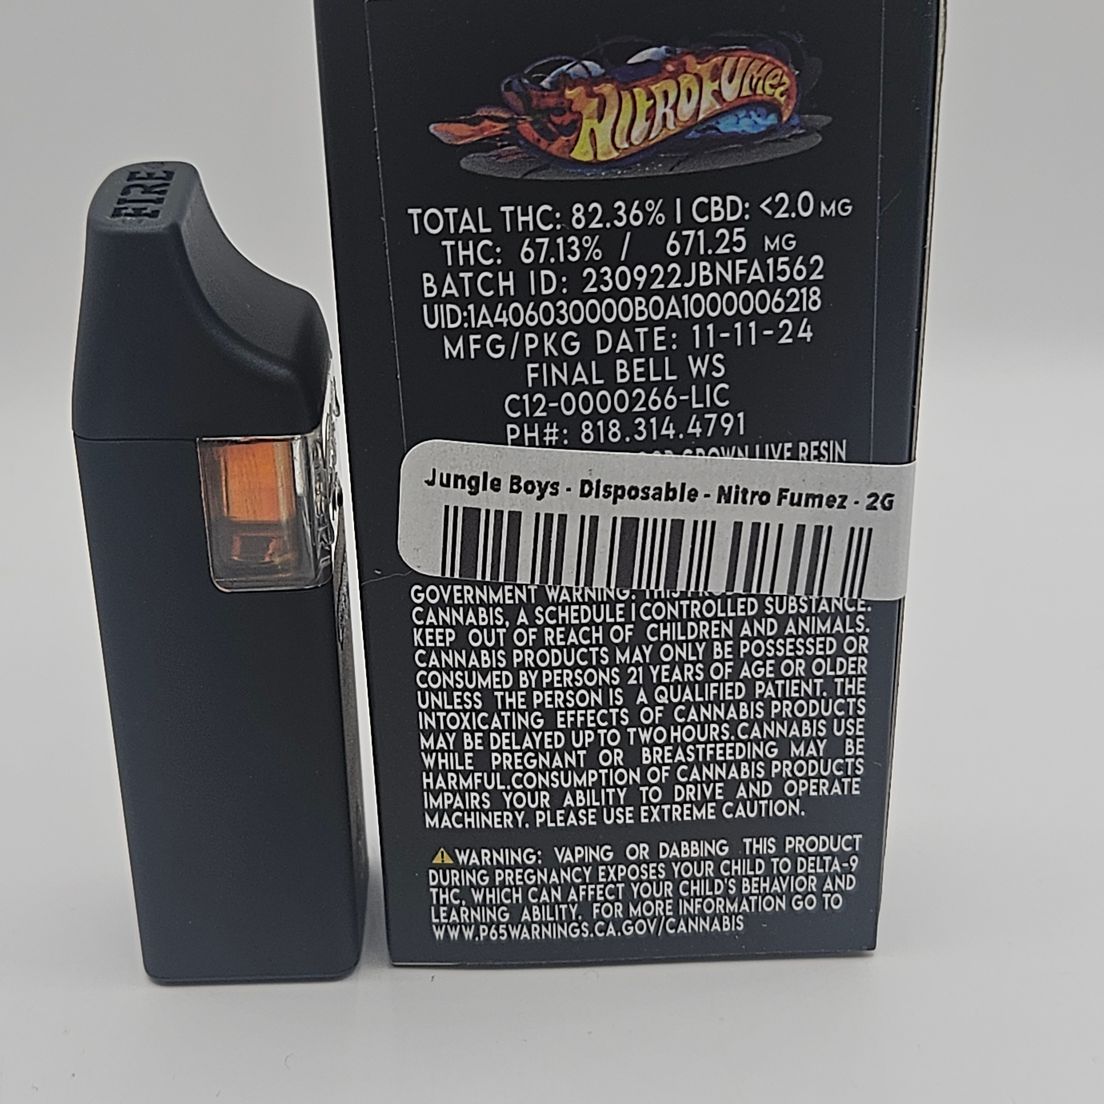 FIRE
NITROFUMEZ
TOTAL THC: 82.36% | CBD: <2.0 MG
THC: 67.13% / 671.25 MG
BATCH ID: 230922JBNFA1562
UID:1A406030000B0A1000006218
MFG/PKG DATE: 11-11-24
FINAL BELL WS
C12-0000266-LIC
PH#: 818.314.4791
GROWN LIVE RESIN
Jungle Boys - Disposable - Nitro Fumez - 2G
GOVERNMENT WARNING: THIS
CANNABIS, A SCHEDULE I CONTROLLED SUBSTANCE.
KEEP OUT OF REACH OF CHILDREN AND ANIMALS.
CANNABIS PRODUCTS MAY ONLY BE POSSESSED OR
CONSUMED BY PERSONS 21 YEARS OF AGE OR OLDER
UNLESS THE PERSON IS A QUALIFIED PATIENT. THE
INTOXICATING EFFECTS OF CANNABIS PRODUCTS
MAY BE DELAYED UP TO TWO HOURS. CANNABIS USE
WHILE PREGNANT OR BREASTFEEDING MAY BE
HARMFUL.CONSUMPTION OF CANNABIS PRODUCTS
IMPAIRS YOUR ABILITY TO DRIVE AND OPERATE
MACHINERY. PLEASE USE EXTREME CAUTION.
WARNING: VAPING OR DABBING THIS PRODUCT
DURING PREGNANCY EXPOSES YOUR CHILD TO DELTA-9
THC, WHICH CAN AFFECT YOUR CHILD'S BEHAVIOR AND
LEARNING ABILITY. FOR MORE INFORMATION GO TO
WWW.P65WARNINGS.CA.GOV/CANNABIS